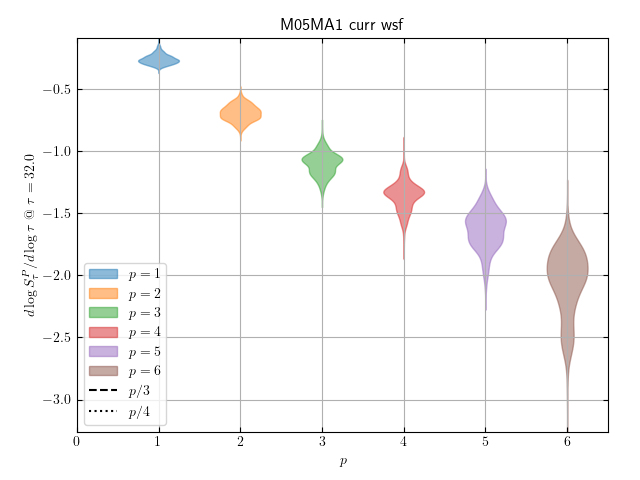 M05MA1 curr wsf
d log S_τ^P / d log τ @ τ = 32.0
−0.5
−1.0
−1.5
−2.0
−2.5
−3.0
p = 1
p = 2
p = 3
p = 4
p = 5
p = 6
p/3
p/4
0 1 2 3 4 5 6
p